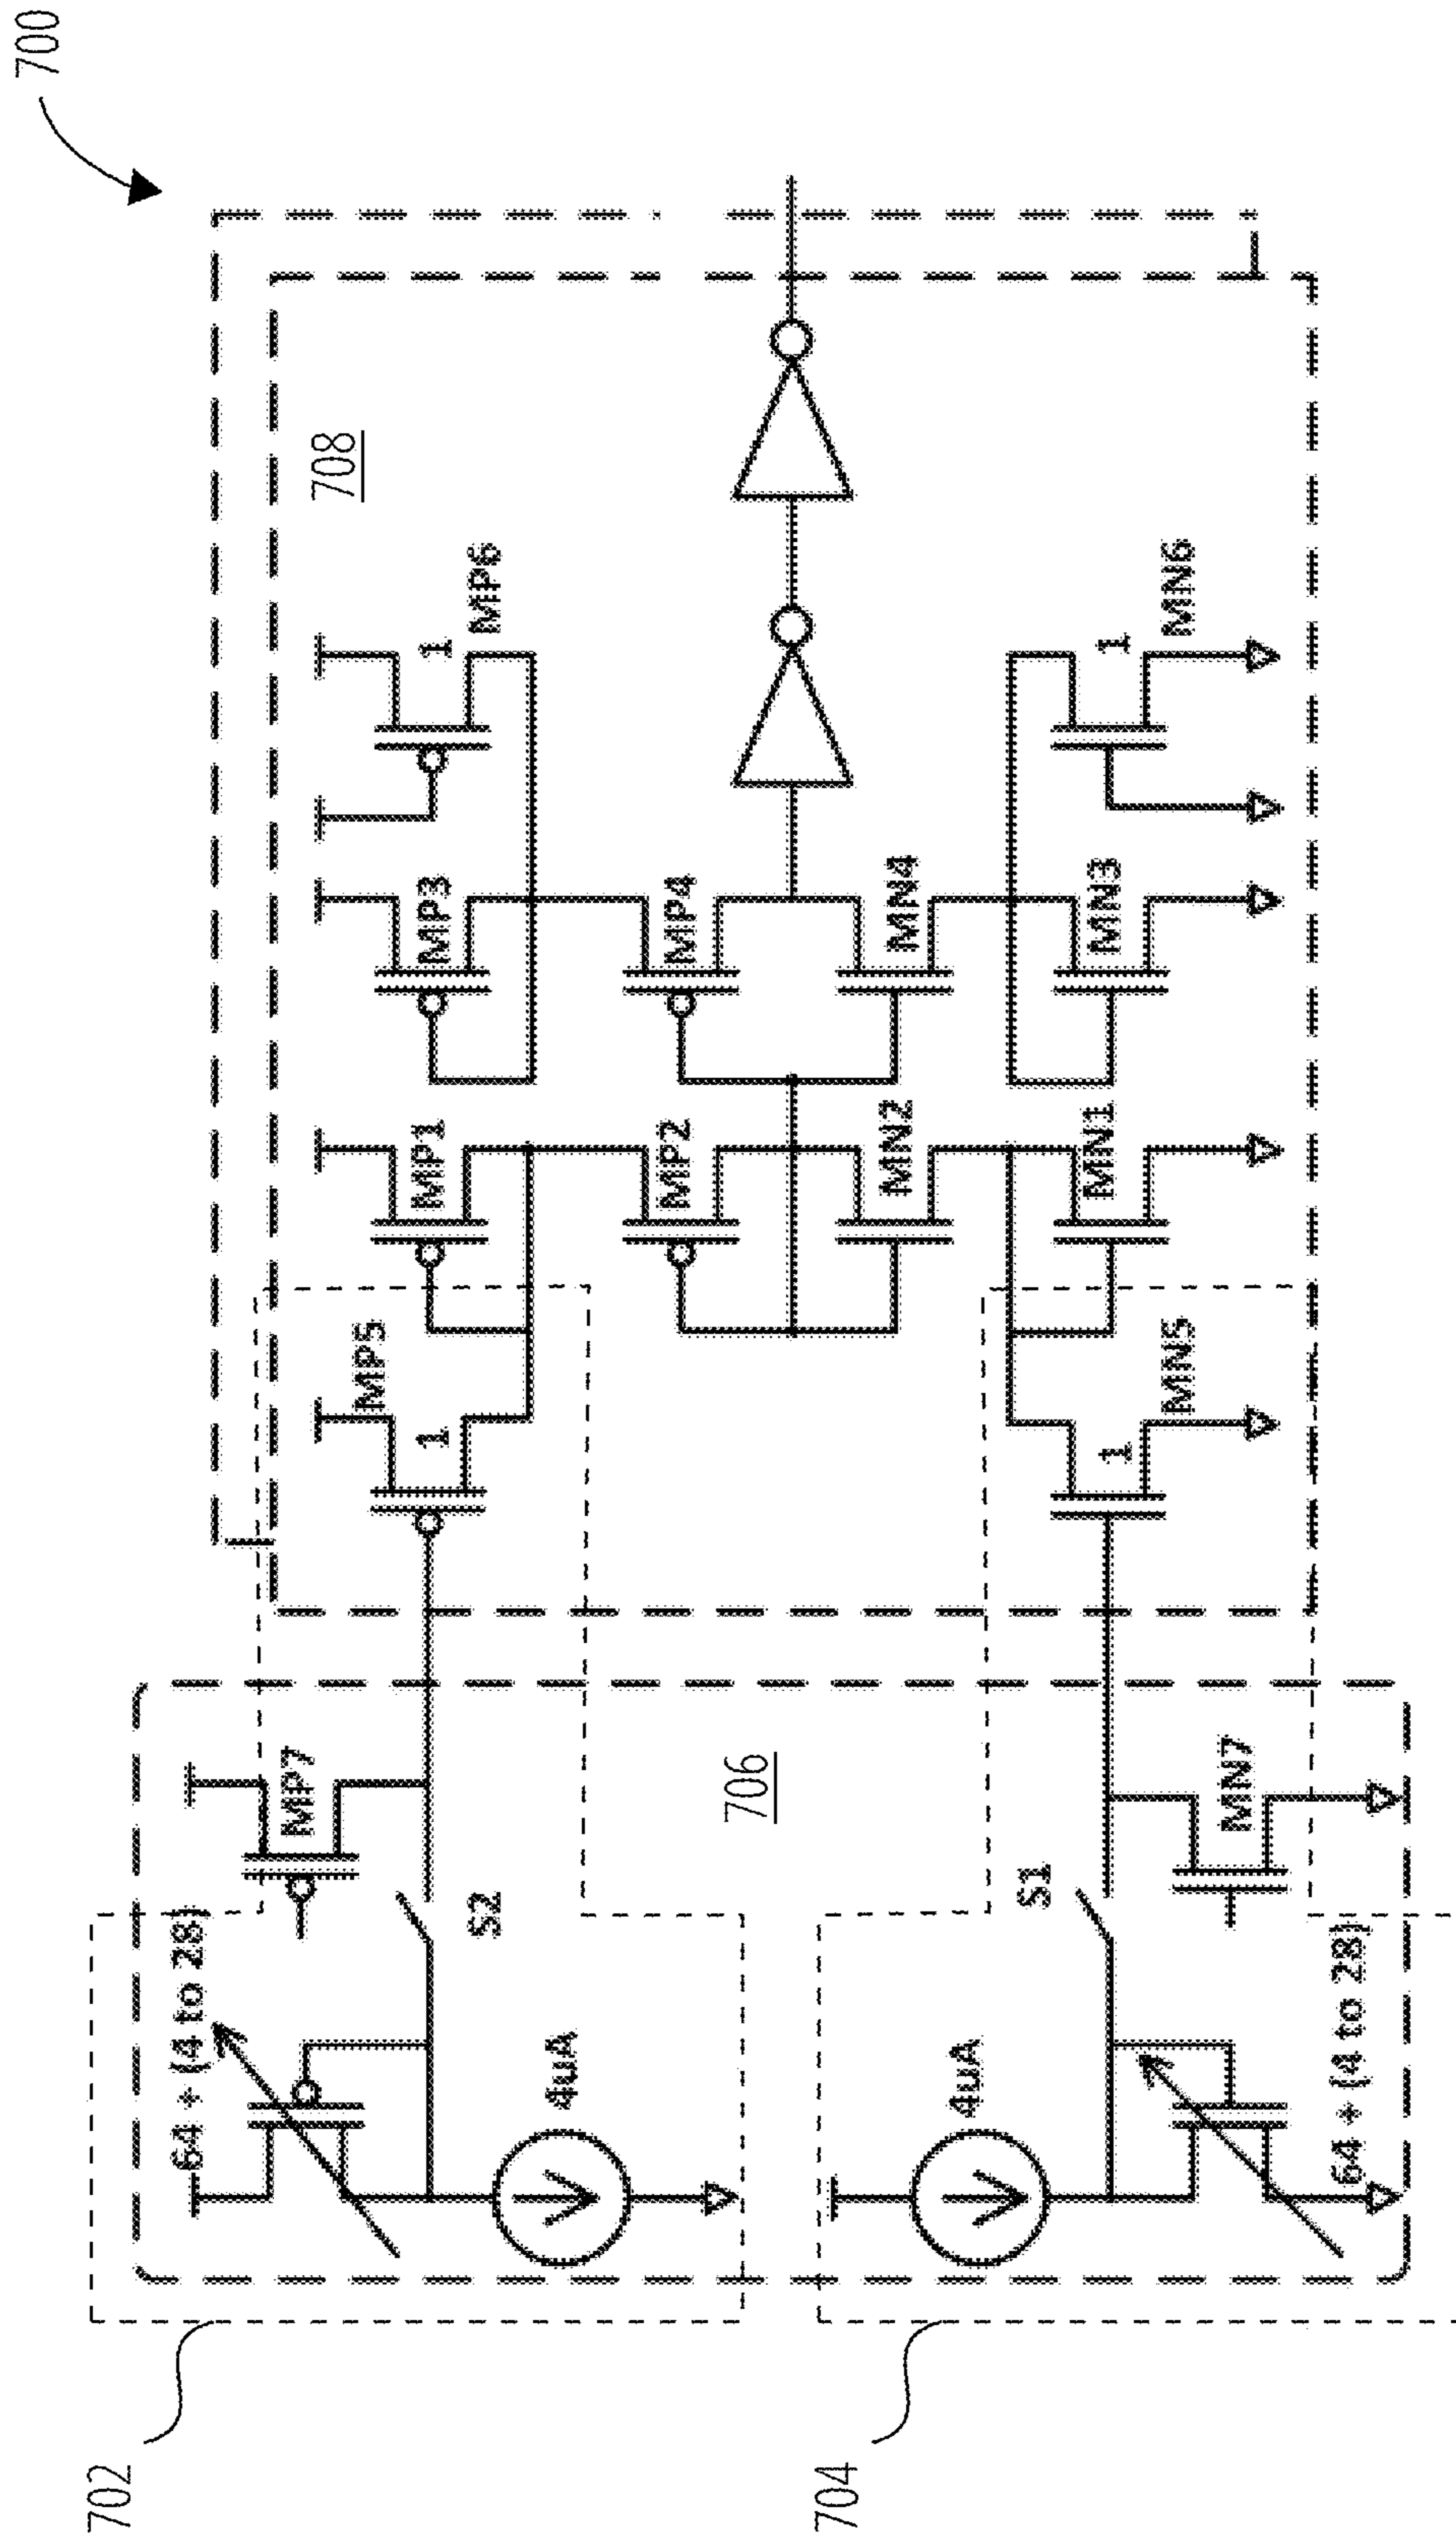 700
702
704
706
708
64 + (4 to 28)
MP7
S2
4uA
4uA
S1
MN7
64 + (4 to 28)
MP5
1
MP1
MP3
1
MP6
MP2
MP4
MN2
MN4
MN1
MN3
MN5
1
1
MN6